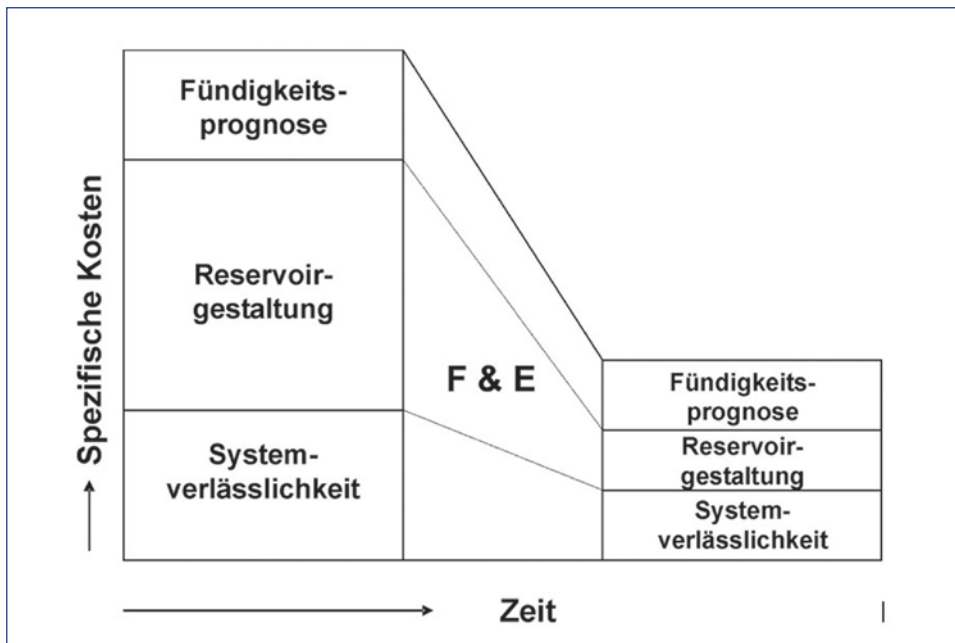 Fündigkeits-
prognose
Reservoir-
gestaltung
System-
verlässlichkeit
Spezifische Kosten
F & E
Fündigkeits-
prognose
Reservoir-
gestaltung
System-
verlässlichkeit
Zeit